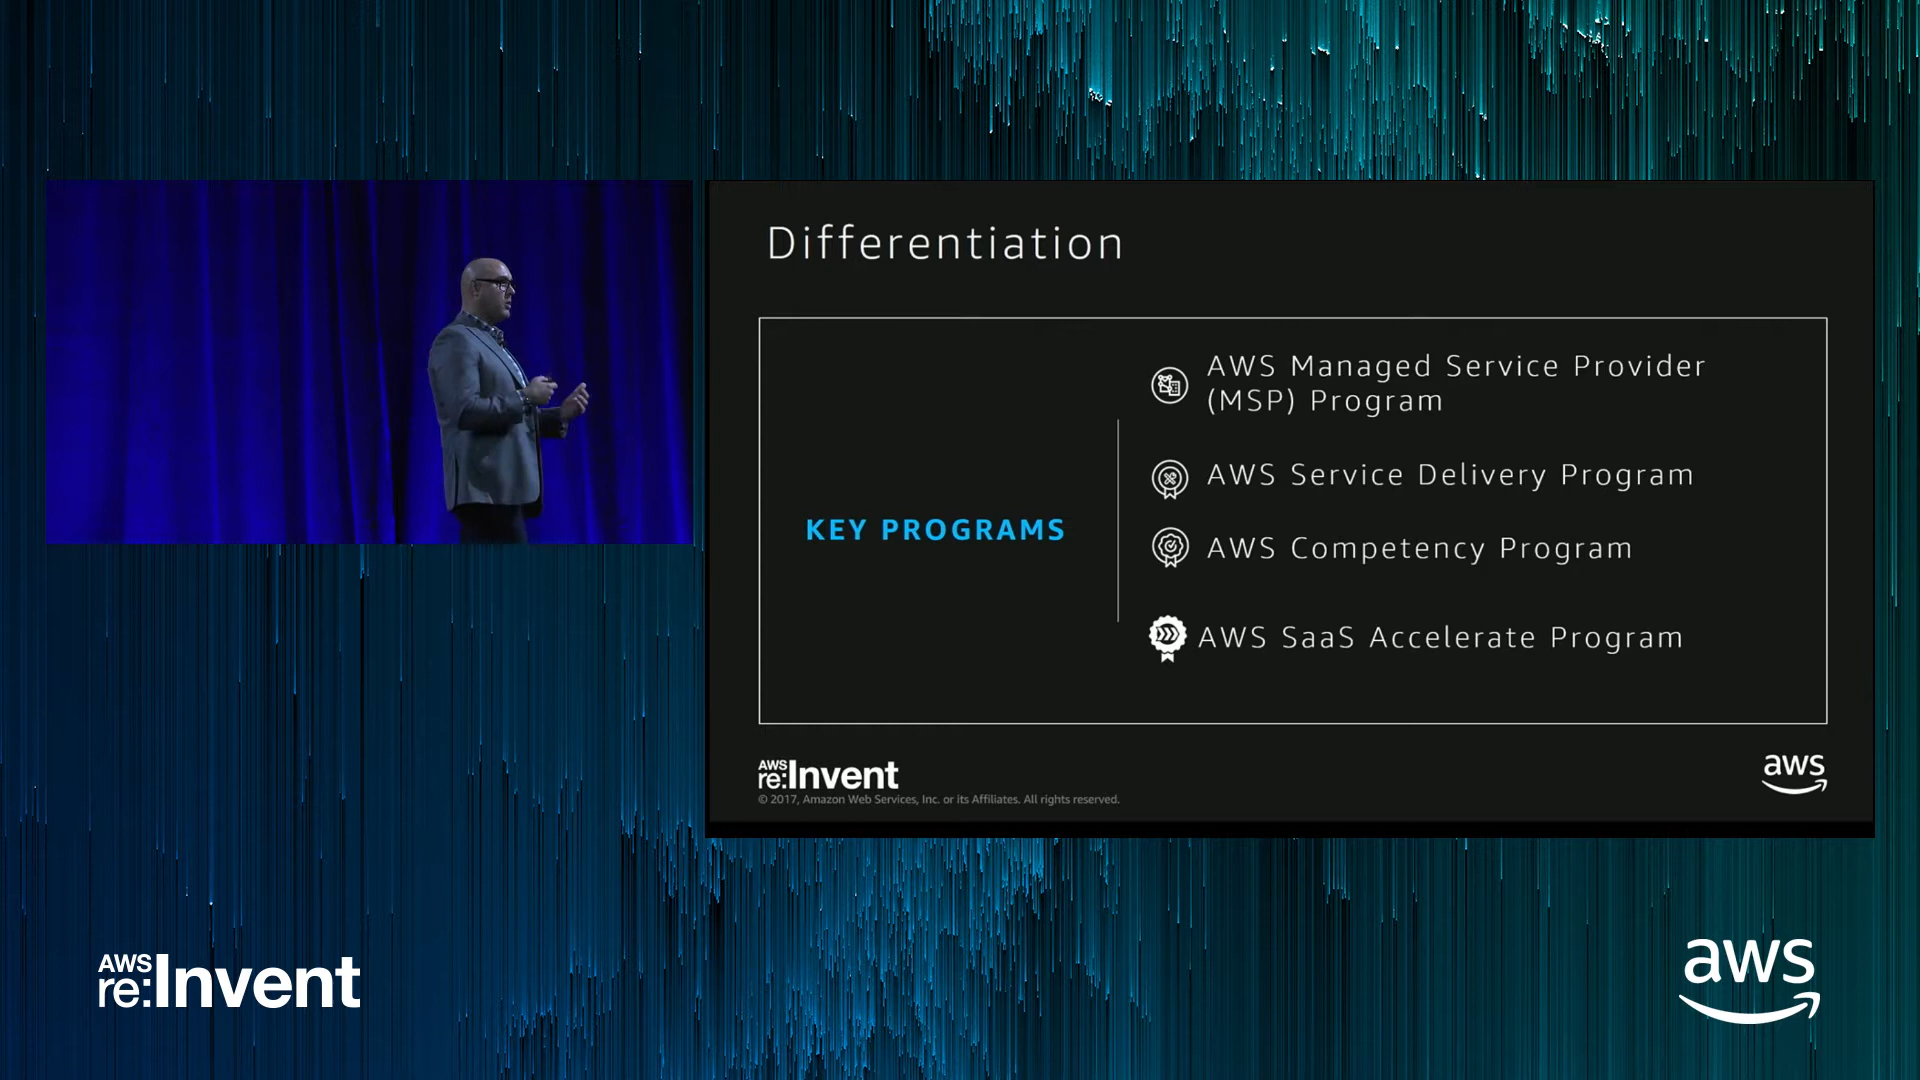 Differentiation
KEY PROGRAMS
AWS Managed Service Provider
(MSP) Program
AWS Service Delivery Program
AWS Competency Program
AWS SaaS Accelerate Program
AWS
re:Invent
© 2017, Amazon Web Services, Inc. or its Affiliates. All rights reserved.
aws
AWS
re:Invent
aws